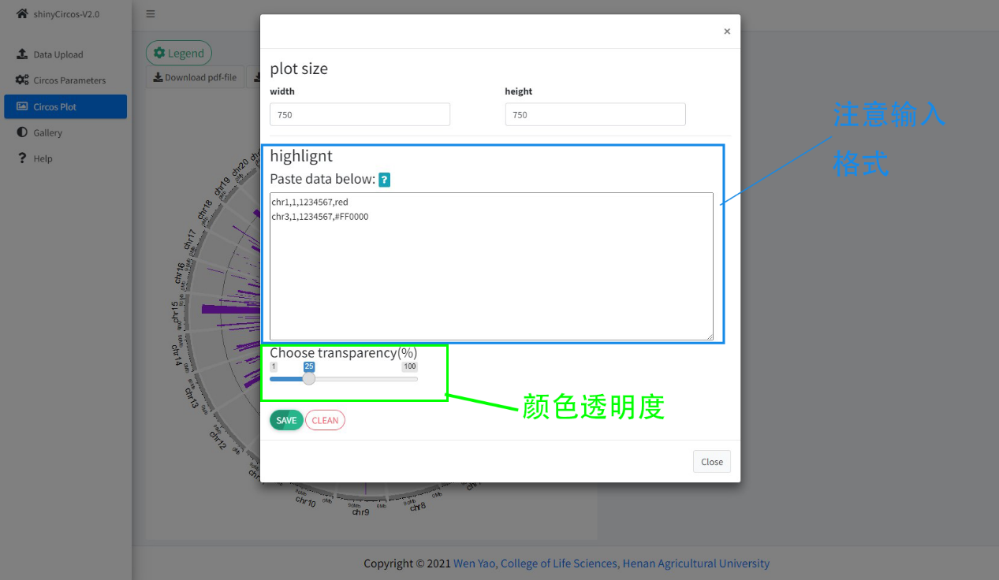 shinyCircos-V2.0
Data Upload
Circos Parameters
Circos Plot
Gallery
Help
Legend
Download pdf-file
×
plot size
width
height
750
750
highlignt
Paste data below: ?
chr1,1,1234567,red
chr3,1,1234567,#FF0000
Choose transparency(%)
1
25
100
SAVE
CLEAN
Close
注意输入
格式
颜色透明度
chr20
chr19
chr18
chr17
chr16
chr15
chr14
chr13
chr12
chr10
chr9
chr8
Copyright © 2021 Wen Yao, College of Life Sciences, Henan Agricultural University